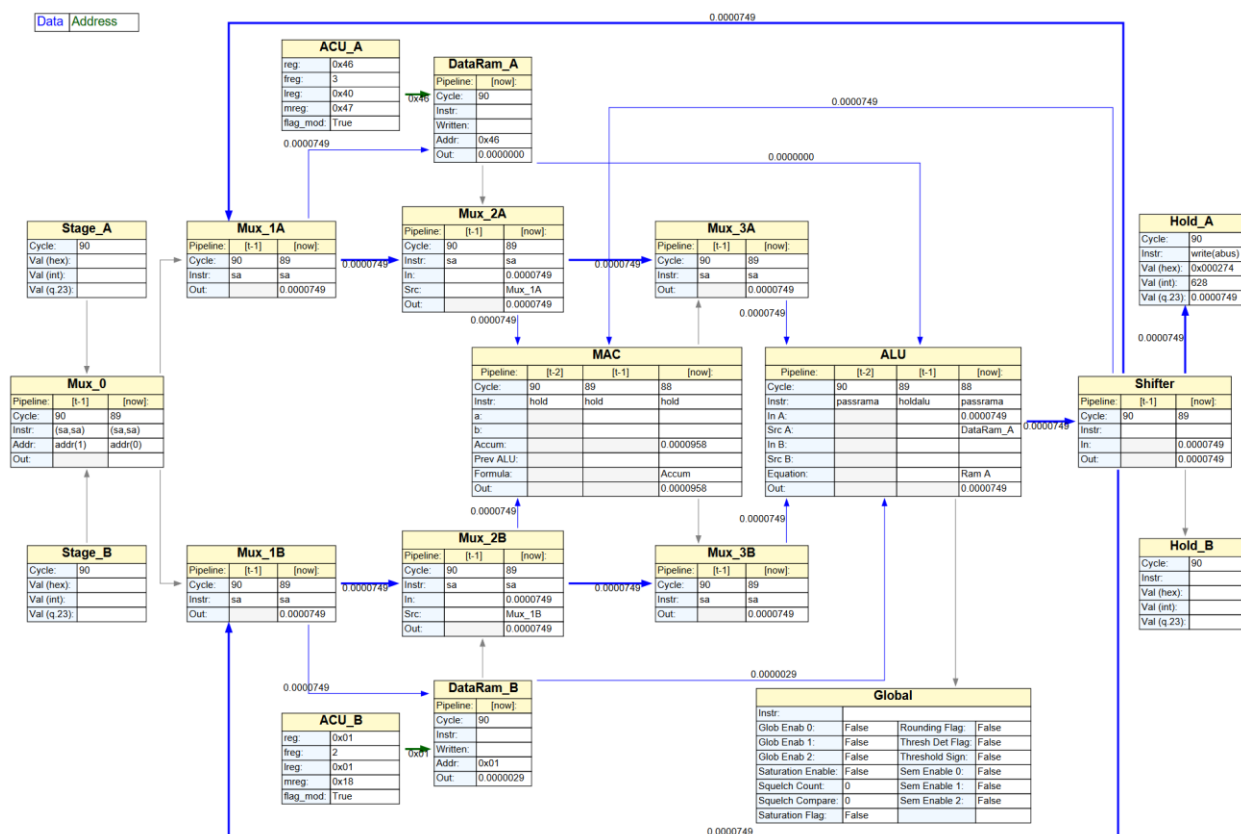 Data Address
0.0000749
ACU_A
reg: 0x46
freg: 3
lreg: 0x40
mreg: 0x47
flag_mod: True
0x46
DataRam_A
Pipeline: [now]:
Cycle: 90
Instr:
Written:
Addr: 0x46
Out: 0.0000000
0.0000749
0.0000749
0.0000000
Stage_A
Cycle: 90
Val (hex):
Val (int):
Val (q.23):
Mux_1A
Pipeline: [t-1] [now]:
Cycle: 90 89
Instr: sa sa
Out: 0.0000749
0.0000749
Mux_2A
Pipeline: [t-1] [now]:
Cycle: 90 89
Instr: sa sa
In: 0.0000749
Src: Mux_1A
Out: 0.0000749
0.0000749
Mux_3A
Pipeline: [t-1] [now]:
Cycle: 90 89
Instr: sa sa
Out: 0.0000749
Hold_A
Cycle: 90
Instr: write(abus)
Val (hex): 0x000274
Val (int): 628
Val (q.23): 0.0000749
0.0000749
0.0000749
0.0000749
Mux_0
Pipeline: [t-1] [now]:
Cycle: 90 89
Instr: (sa,sa) (sa,sa)
Addr: addr(1) addr(0)
Out:
MAC
Pipeline: [t-2] [t-1] [now]:
Cycle: 90 89 88
Instr: hold hold hold
a:
b:
Accum: 0.0000958
Prev ALU:
Formula: Accum
Out: 0.0000958
ALU
Pipeline: [t-2] [t-1] [now]:
Cycle: 90 89 88
Instr: passrama holdalu passrama
In A: 0.0000749
Src A: DataRam_A
In B:
Src B:
Equation: Ram A
Out: 0.0000749
0.0000749
Shifter
Pipeline: [t-1] [now]:
Cycle: 90 89
Instr:
In: 0.0000749
Out: 0.0000749
0.0000749
0.0000749
Stage_B
Cycle: 90
Val (hex):
Val (int):
Val (q.23):
Mux_1B
Pipeline: [t-1] [now]:
Cycle: 90 89
Instr: sa sa
Out: 0.0000749
0.0000749
Mux_2B
Pipeline: [t-1] [now]:
Cycle: 90 89
Instr: sa sa
In: 0.0000749
Src: Mux_1B
Out: 0.0000749
0.0000749
Mux_3B
Pipeline: [t-1] [now]:
Cycle: 90 89
Instr: sa sa
Out: 0.0000749
Hold_B
Cycle: 90
Instr:
Val (hex):
Val (int):
Val (q.23):
0.0000749
0.0000029
ACU_B
reg: 0x01
freg: 2
lreg: 0x01
mreg: 0x18
flag_mod: True
0x01
DataRam_B
Pipeline: [now]:
Cycle: 90
Instr:
Written:
Addr: 0x01
Out: 0.0000029
Global
Instr:
Glob Enab 0: False Rounding Flag: False
Glob Enab 1: False Thresh Det Flag: False
Glob Enab 2: False Threshold Sign: False
Saturation Enable: False Sem Enable 0: False
Squelch Count: 0 Sem Enable 1: False
Squelch Compare: 0 Sem Enable 2: False
Saturation Flag: False
0.0000749